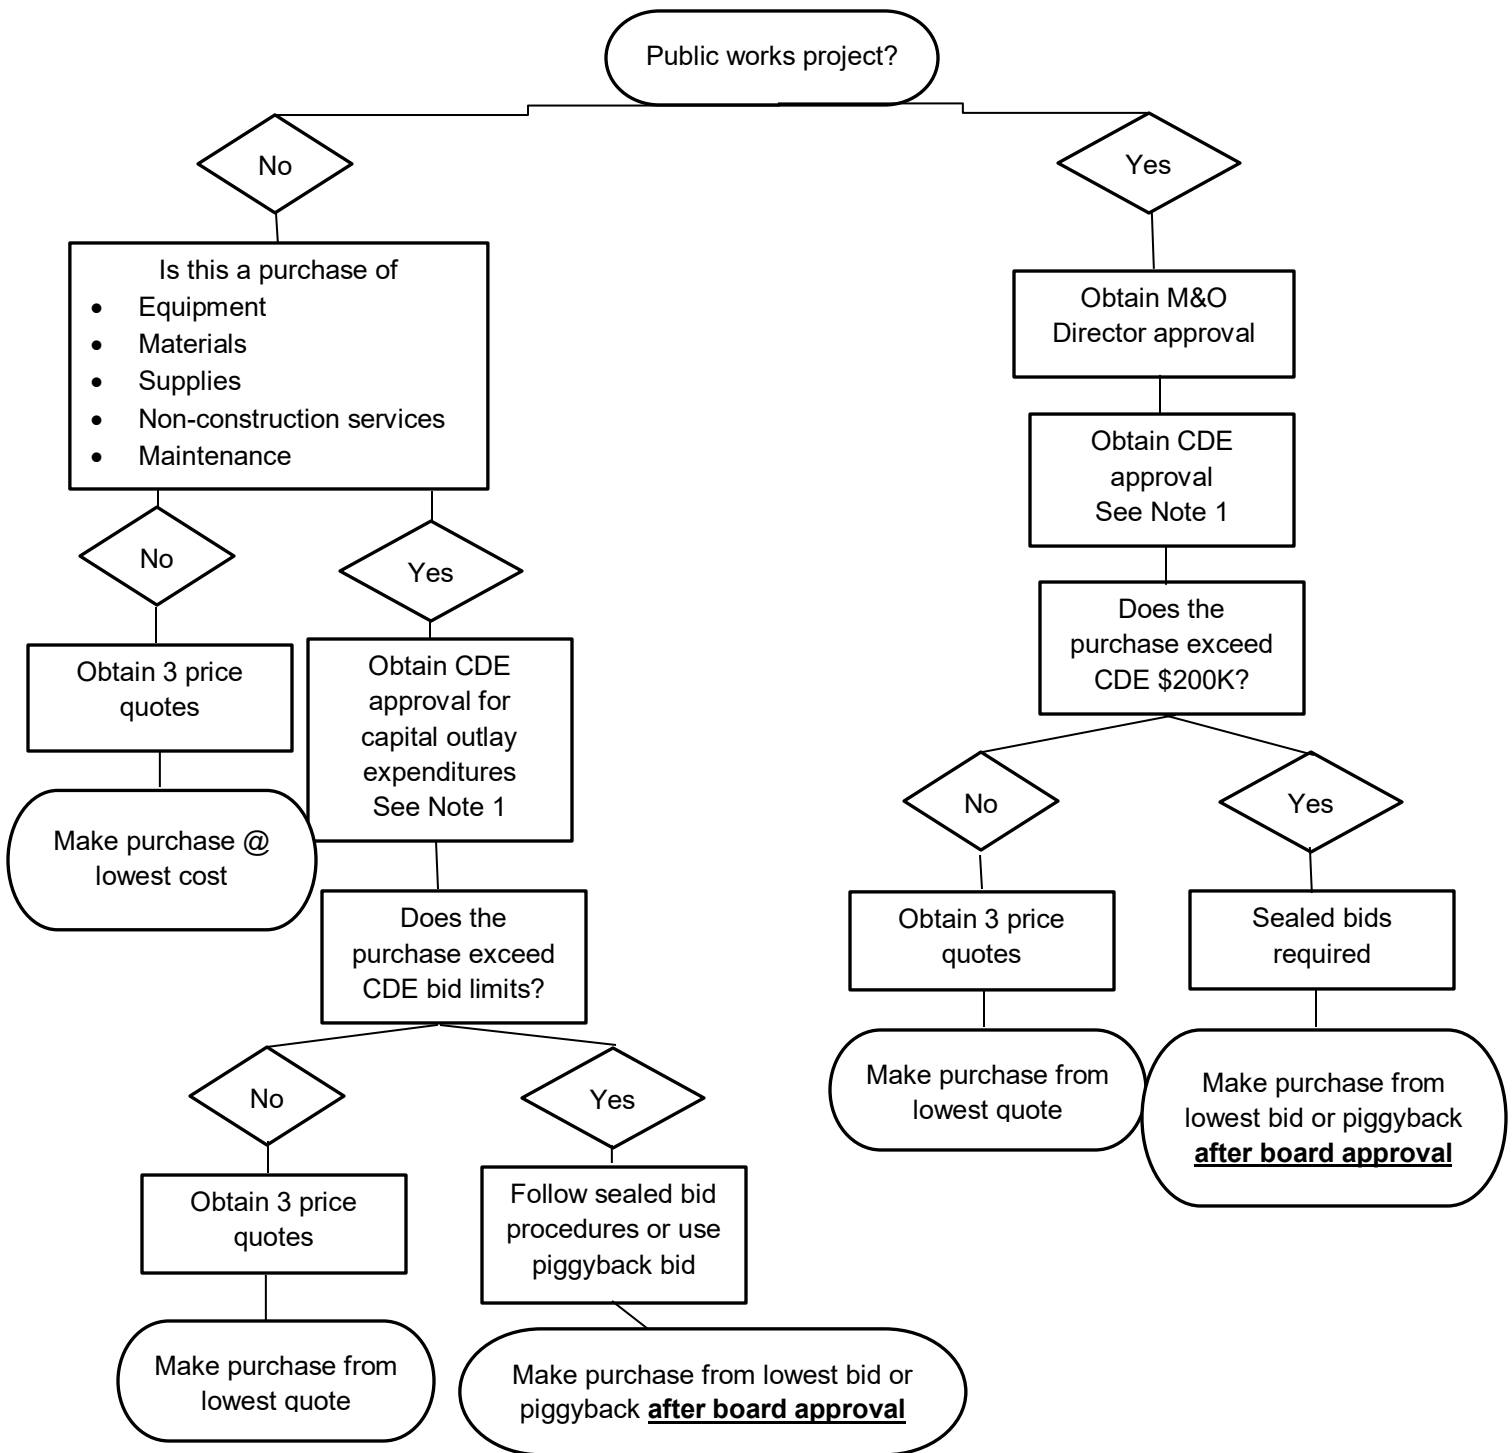 Public works project?
No
Yes
Is this a purchase of
• Equipment
• Materials
• Supplies
• Non-construction services
• Maintenance
Obtain M&O
Director approval
Obtain CDE
approval
See Note 1
No
Yes
Does the
purchase exceed
CDE $200K?
Obtain 3 price
quotes
Obtain CDE
approval for
capital outlay
expenditures
See Note 1
No
Yes
Make purchase @
lowest cost
Does the
purchase exceed
CDE bid limits?
Obtain 3 price
quotes
Sealed bids
required
No
Yes
Make purchase from
lowest quote
Make purchase from
lowest bid or piggyback
after board approval
Obtain 3 price
quotes
Follow sealed bid
procedures or use
piggyback bid
Make purchase from
lowest quote
Make purchase from lowest bid or
piggyback after board approval